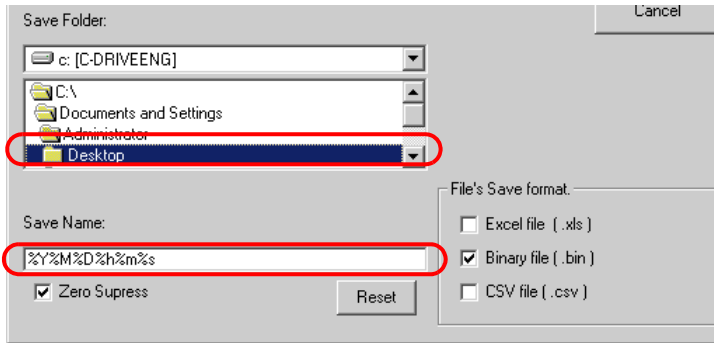 Save Folder:
Cancel
c: [C-DRIVEENG]
C:\
Documents and Settings
Administrator
Desktop
File's Save format.
Save Name:
Excel file ( .xls )
%Y%M%D%h%m%s
Binary file ( .bin )
Zero Supress
Reset
CSV file ( .csv )